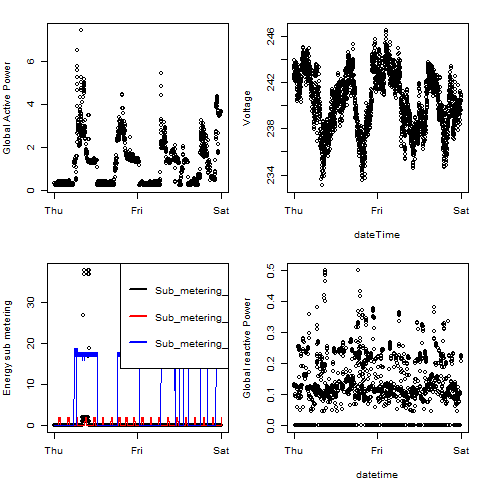 Global Active Power
0 2 4 6
Thu Fri Sat
Voltage
234 238 242 246
Thu Fri Sat
dateTime
Energy sub metering
0 10 20 30
Sub_metering_
Sub_metering_
Sub_metering_
Thu Fri Sat
Global reactive Power
0.0 0.1 0.2 0.3 0.4 0.5
Thu Fri Sat
datetime